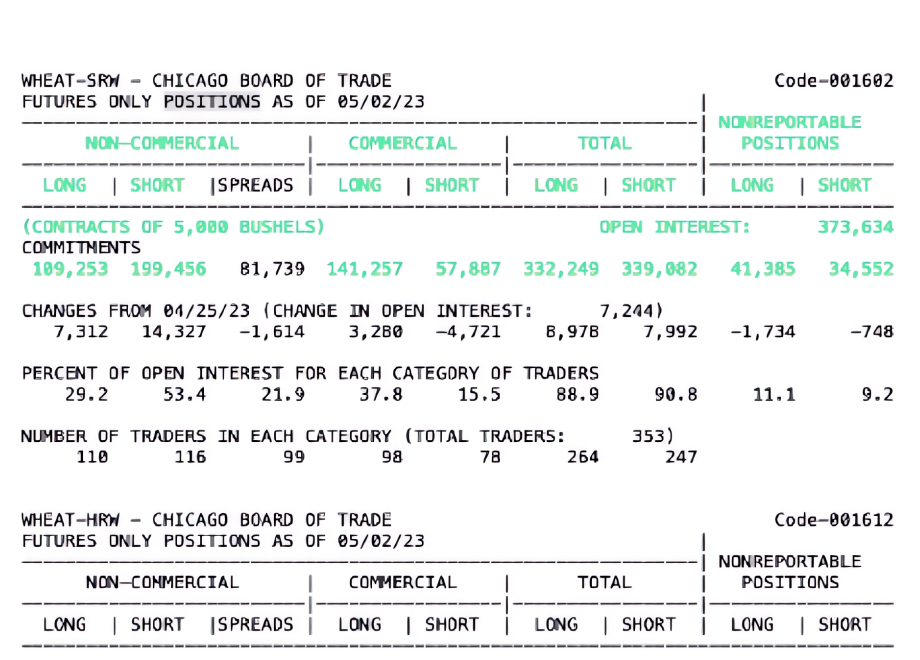 WHEAT-SRW - CHICAGO BOARD OF TRADE Code-001602
FUTURES ONLY POSITIONS AS OF 05/02/23 |
--------------------------------------------------------------| NONREPORTABLE
NON-COMMERCIAL | COMMERCIAL | TOTAL | POSITIONS
--------------------------|-----------------|-----------------|-----------------
LONG | SHORT |SPREADS | LONG | SHORT | LONG | SHORT | LONG | SHORT
--------------------------------------------------------------------------------
(CONTRACTS OF 5,000 BUSHELS) OPEN INTEREST: 373,634
COMMITMENTS
109,253 199,456 81,739 141,257 57,887 332,249 339,082 41,385 34,552
CHANGES FROM 04/25/23 (CHANGE IN OPEN INTEREST: 7,244)
7,312 14,327 -1,614 3,280 -4,721 8,978 7,992 -1,734 -748
PERCENT OF OPEN INTEREST FOR EACH CATEGORY OF TRADERS
29.2 53.4 21.9 37.8 15.5 88.9 90.8 11.1 9.2
NUMBER OF TRADERS IN EACH CATEGORY (TOTAL TRADERS: 353)
110 116 99 98 78 264 247
WHEAT-HRW - CHICAGO BOARD OF TRADE Code-001612
FUTURES ONLY POSITIONS AS OF 05/02/23 |
--------------------------------------------------------------| NONREPORTABLE
NON-COMMERCIAL | COMMERCIAL | TOTAL | POSITIONS
--------------------------|-----------------|-----------------|-----------------
LONG | SHORT |SPREADS | LONG | SHORT | LONG | SHORT | LONG | SHORT
--------------------------------------------------------------------------------